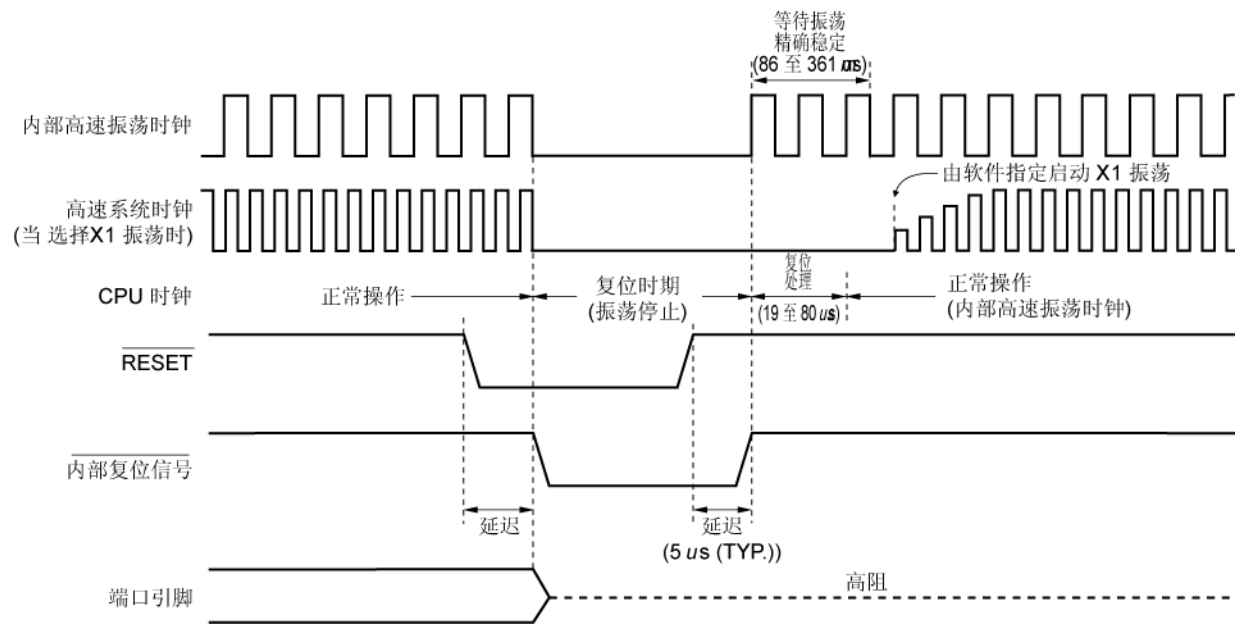 等待振荡
精确稳定
(86 至 361 us)
内部高速振荡时钟
由软件指定启动 X1 振荡
高速系统时钟
(当 选择X1 振荡时)
CPU 时钟
正常操作
复位时期
(振荡停止)
复位
处理
(19 至 80 us)
正常操作
(内部高速振荡时钟)
RESET
内部复位信号
延迟
延迟
(5 us (TYP.))
端口引脚
高阻